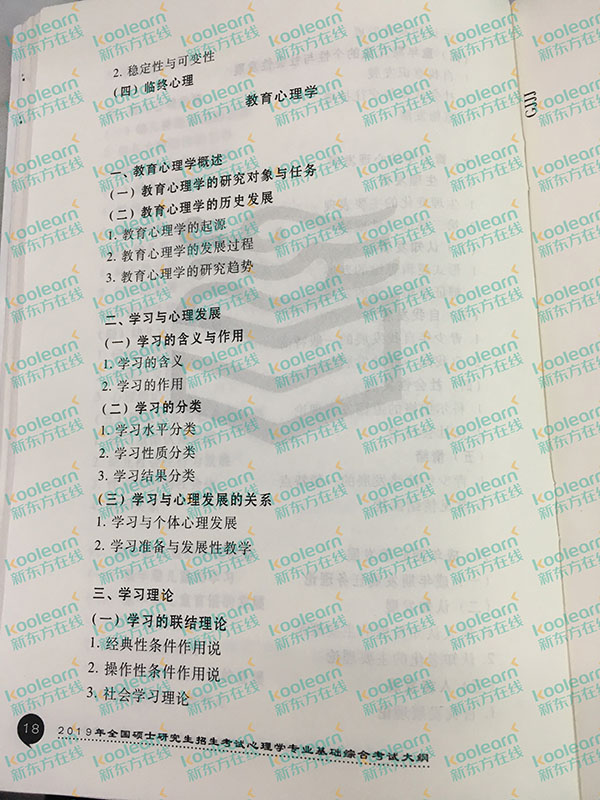 2. 稳定性与可变性
(四) 临终心理
教育心理学
一、教育心理学概述
(一) 教育心理学的研究对象与任务
(二) 教育心理学的历史发展
1. 教育心理学的起源
2. 教育心理学的发展过程
3. 教育心理学的研究趋势
二、学习与心理发展
(一) 学习的含义与作用
1. 学习的含义
2. 学习的作用
(二) 学习的分类
1. 学习水平分类
2. 学习性质分类
3. 学习结果分类
(三) 学习与心理发展的关系
1. 学习与个体心理发展
2. 学习准备与发展性教学
三、学习理论
(一) 学习的联结理论
1. 经典性条件作用说
2. 操作性条件作用说
3. 社会学习理论
18
2019年全国硕士研究生招生考试心理学专业基础综合考试大纲
koolearn
新东方在线